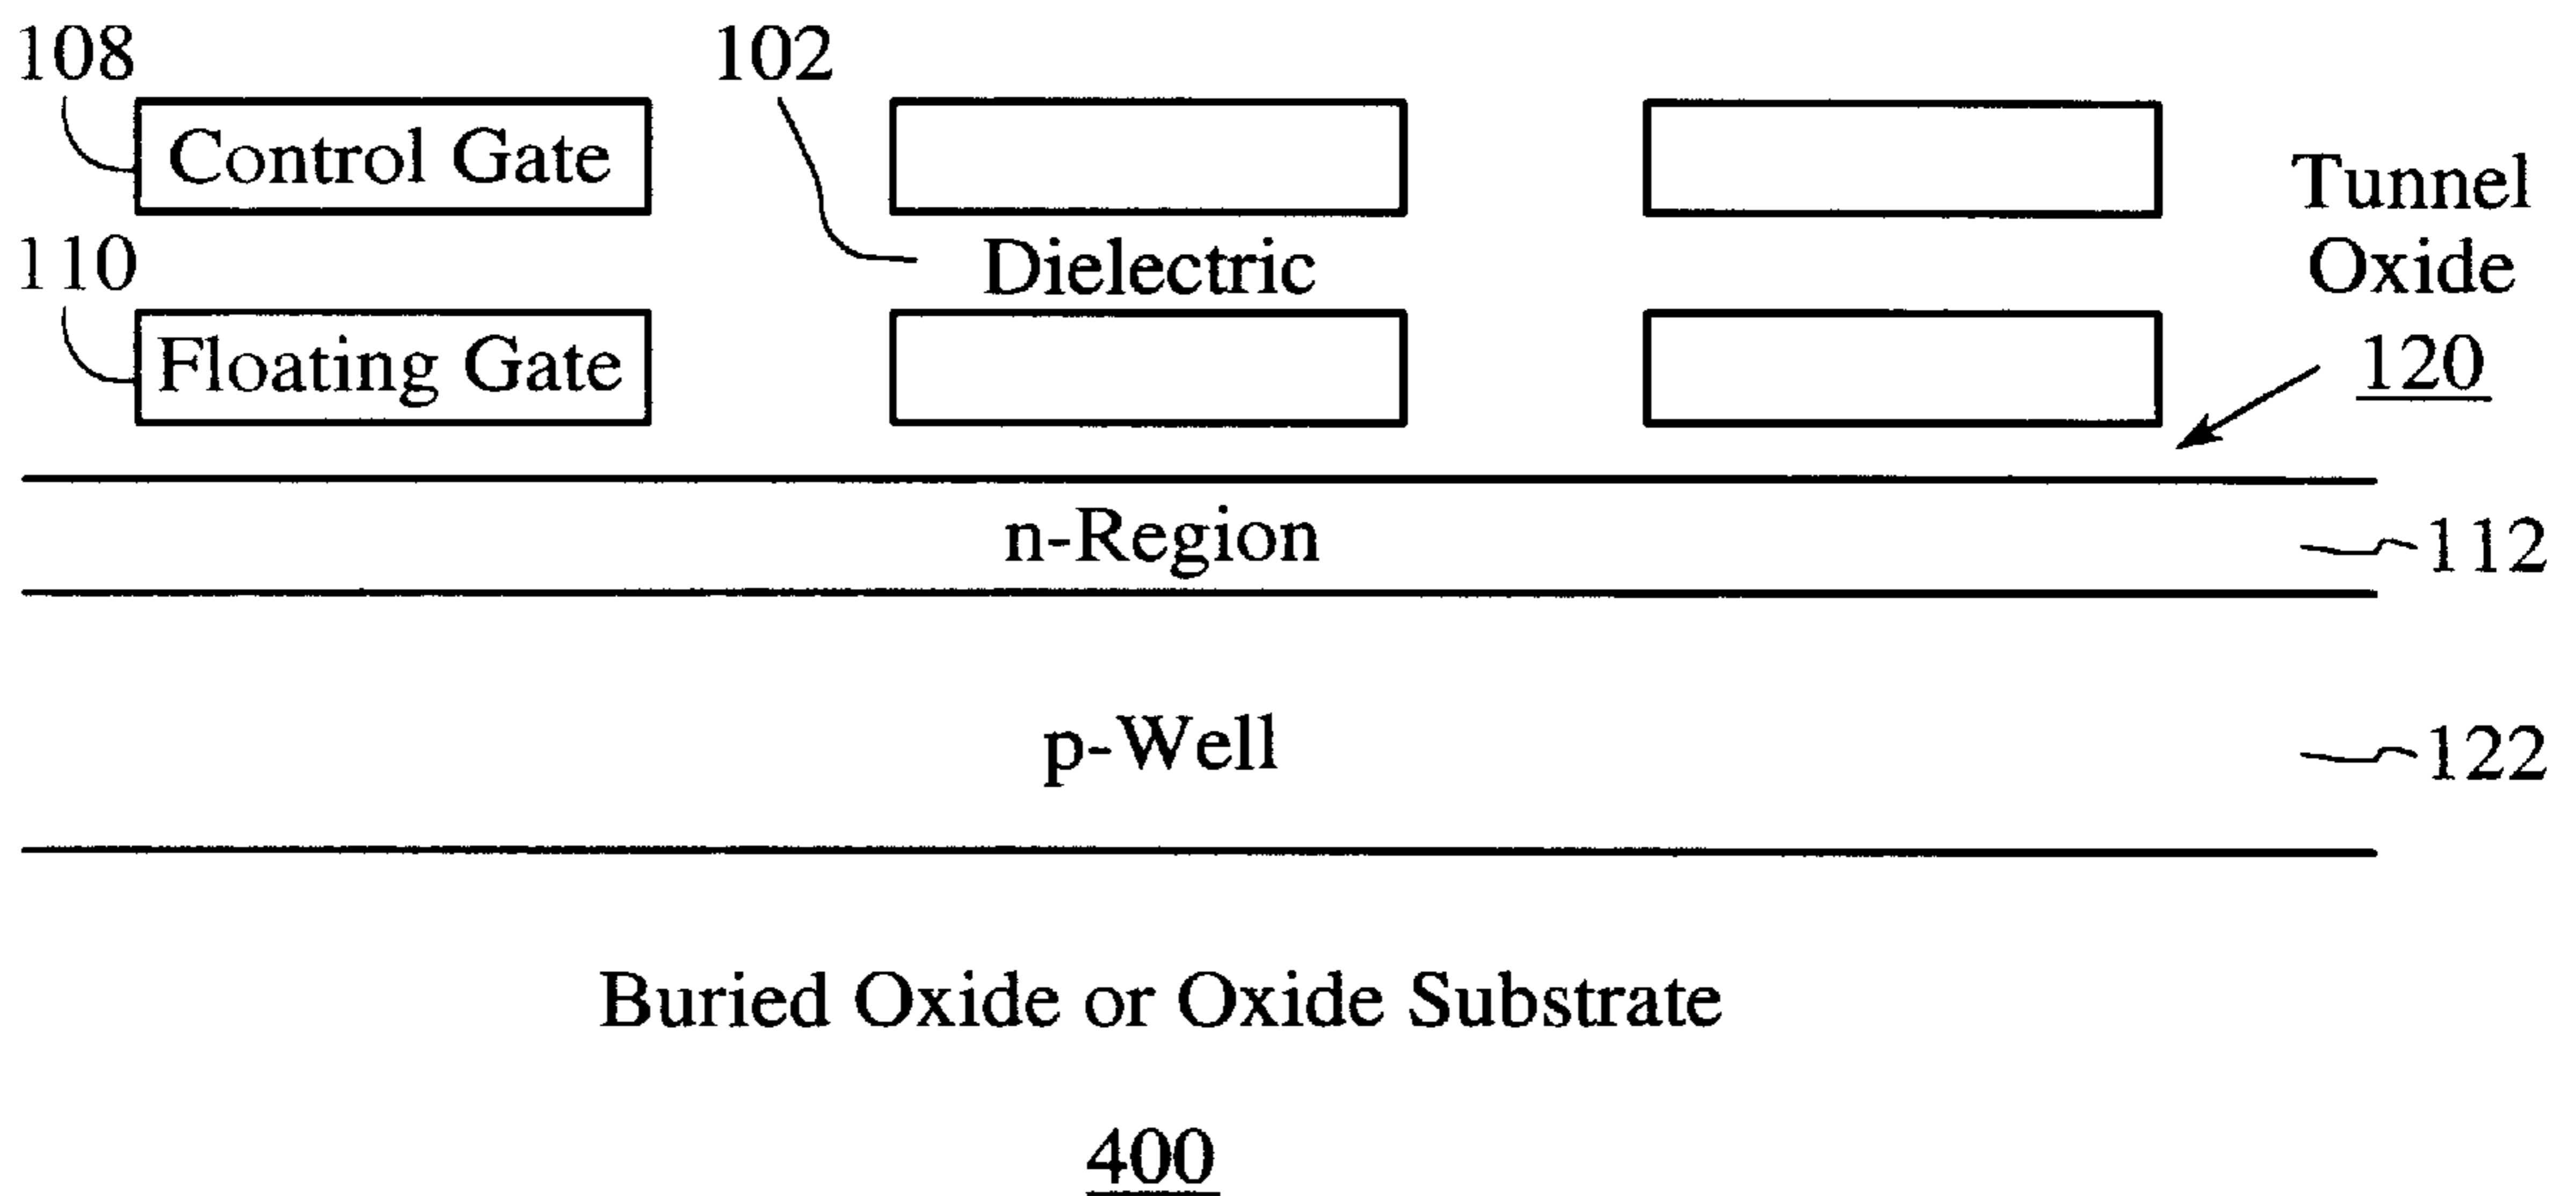 108
102
Control Gate
Tunnel
Oxide
110
Dielectric
120
Floating Gate
n-Region
112
p-Well
122
Buried Oxide or Oxide Substrate
400